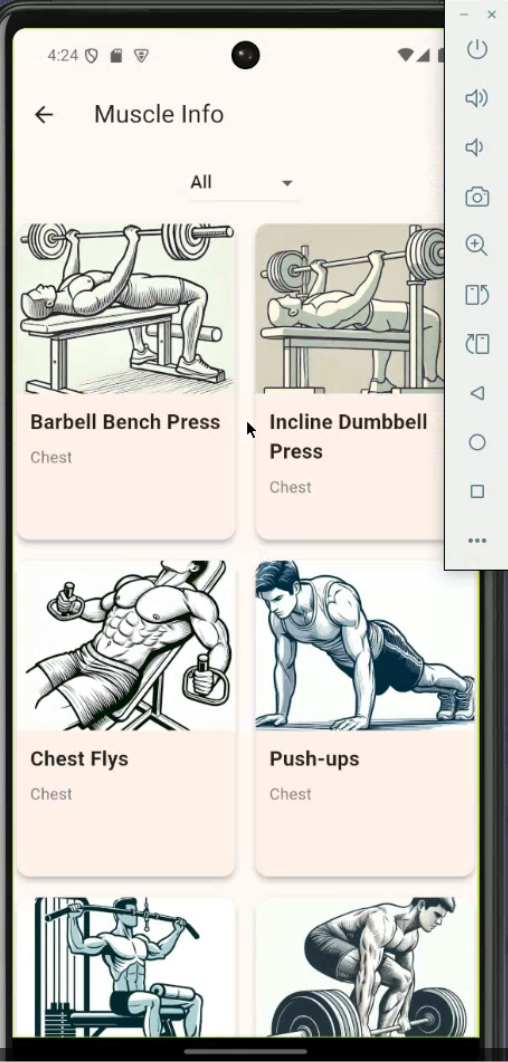 4:24
Muscle Info
All
Barbell Bench Press
Chest
Incline Dumbbell
Press
Chest
Chest Flys
Chest
Push-ups
Chest